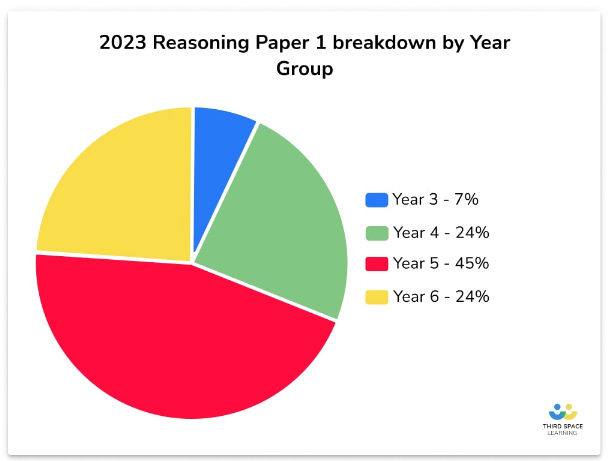 2023 Reasoning Paper 1 breakdown by Year
Group
Year 3 - 7%
Year 4 - 24%
Year 5 - 45%
Year 6 - 24%
THIRD SPACE
LEARNING